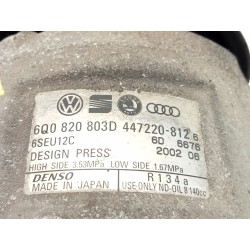 6Q0 820 803D 447220-812 6
6SEU12C 6D 6676
DESIGN PRESS 2002 06
HIGH SIDE 3.53MPa LOW SIDE 1.67MPa
DENSO R134a
MADE IN JAPAN USE ONLY ND-OIL 8 140cc